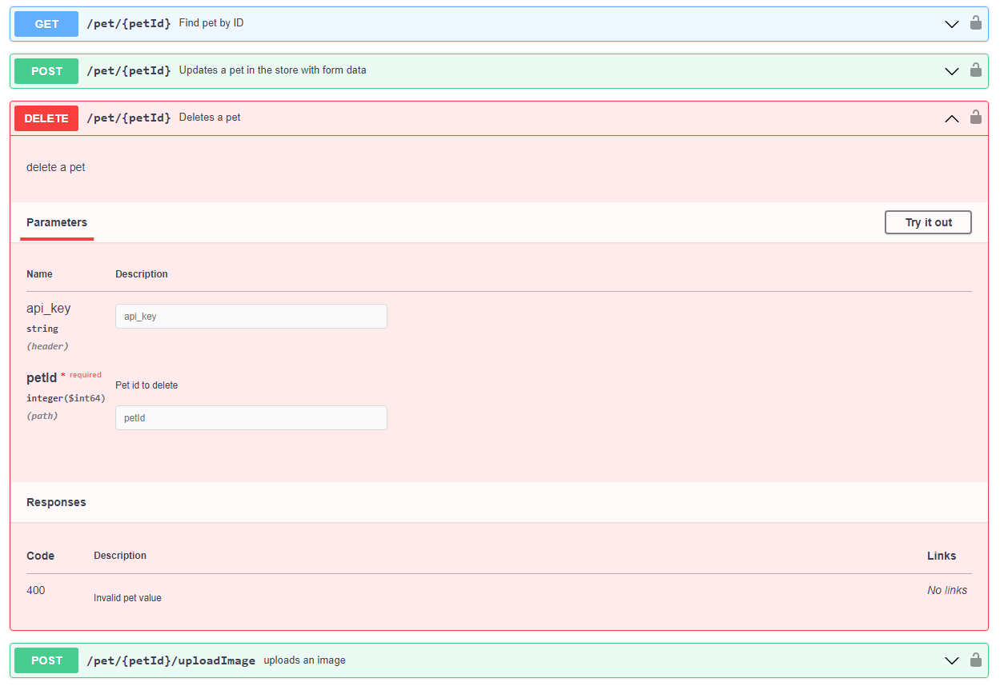 GET /pet/{petId} Find pet by ID
POST /pet/{petId} Updates a pet in the store with form data
DELETE /pet/{petId} Deletes a pet
delete a pet
Parameters Try it out
Name Description
api_key api_key
string
(header)
petId * required
Pet id to delete
integer($int64)
(path) petId
Responses
Code Description Links
400 Invalid pet value No links
POST /pet/{petId}/uploadImage uploads an image